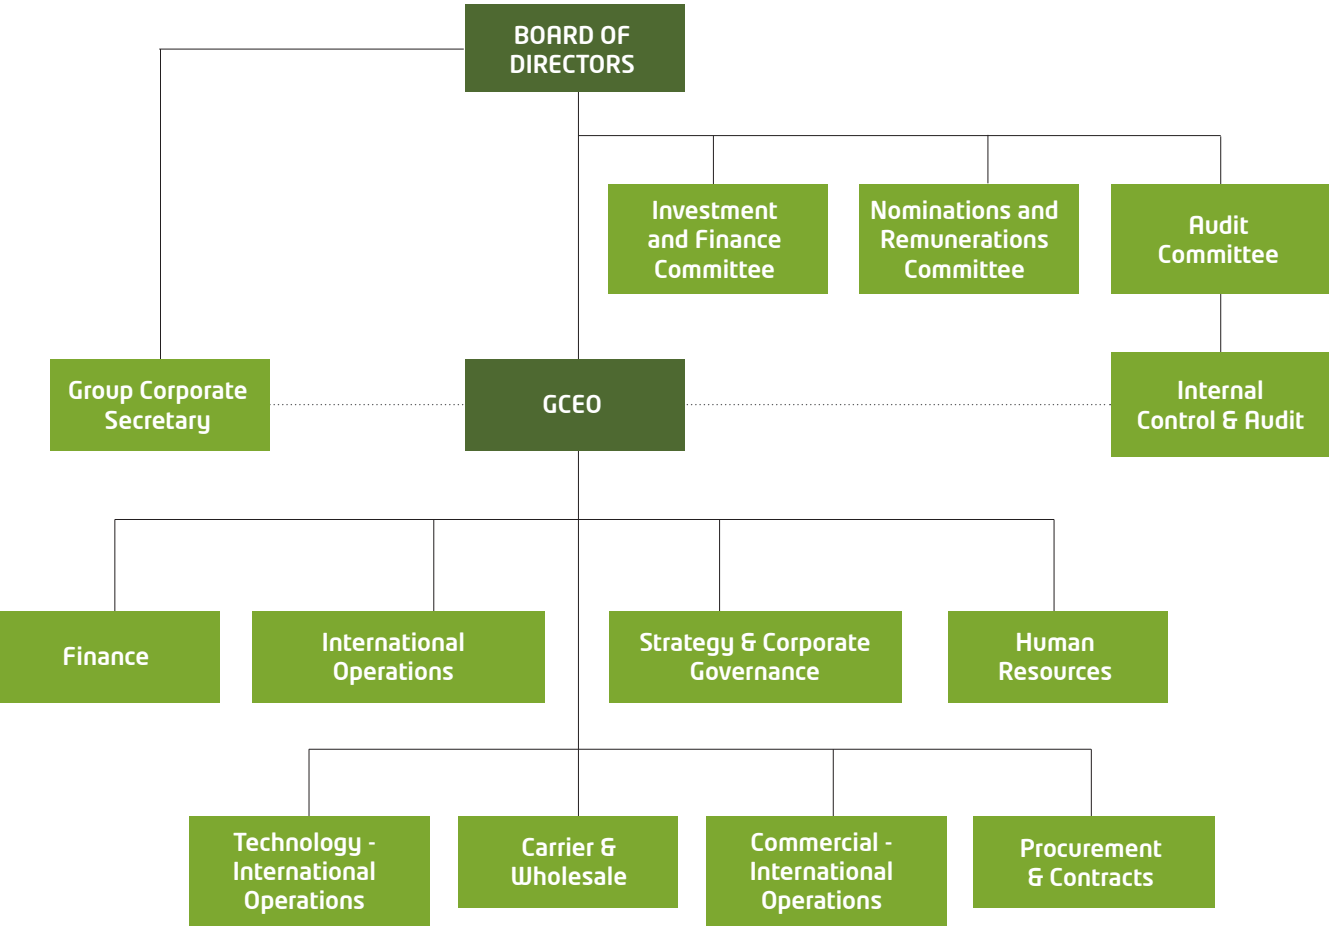 BOARD OF
DIRECTORS
Investment
and Finance
Committee
Nominations and
Remunerations
Committee
Audit
Committee
Group Corporate
Secretary
GCEO
Internal
Control & Audit
Finance
International
Operations
Strategy & Corporate
Governance
Human
Resources
Technology -
International
Operations
Carrier &
Wholesale
Commercial -
International
Operations
Procurement
& Contracts